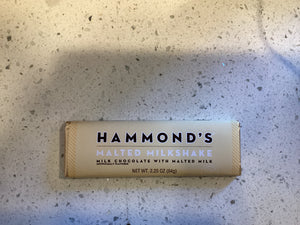 HAMMOND'S
MALTED MILKSHAKE
MILK CHOCOLATE WITH MALTED MILK
NET WT. 2.25 OZ (64g)